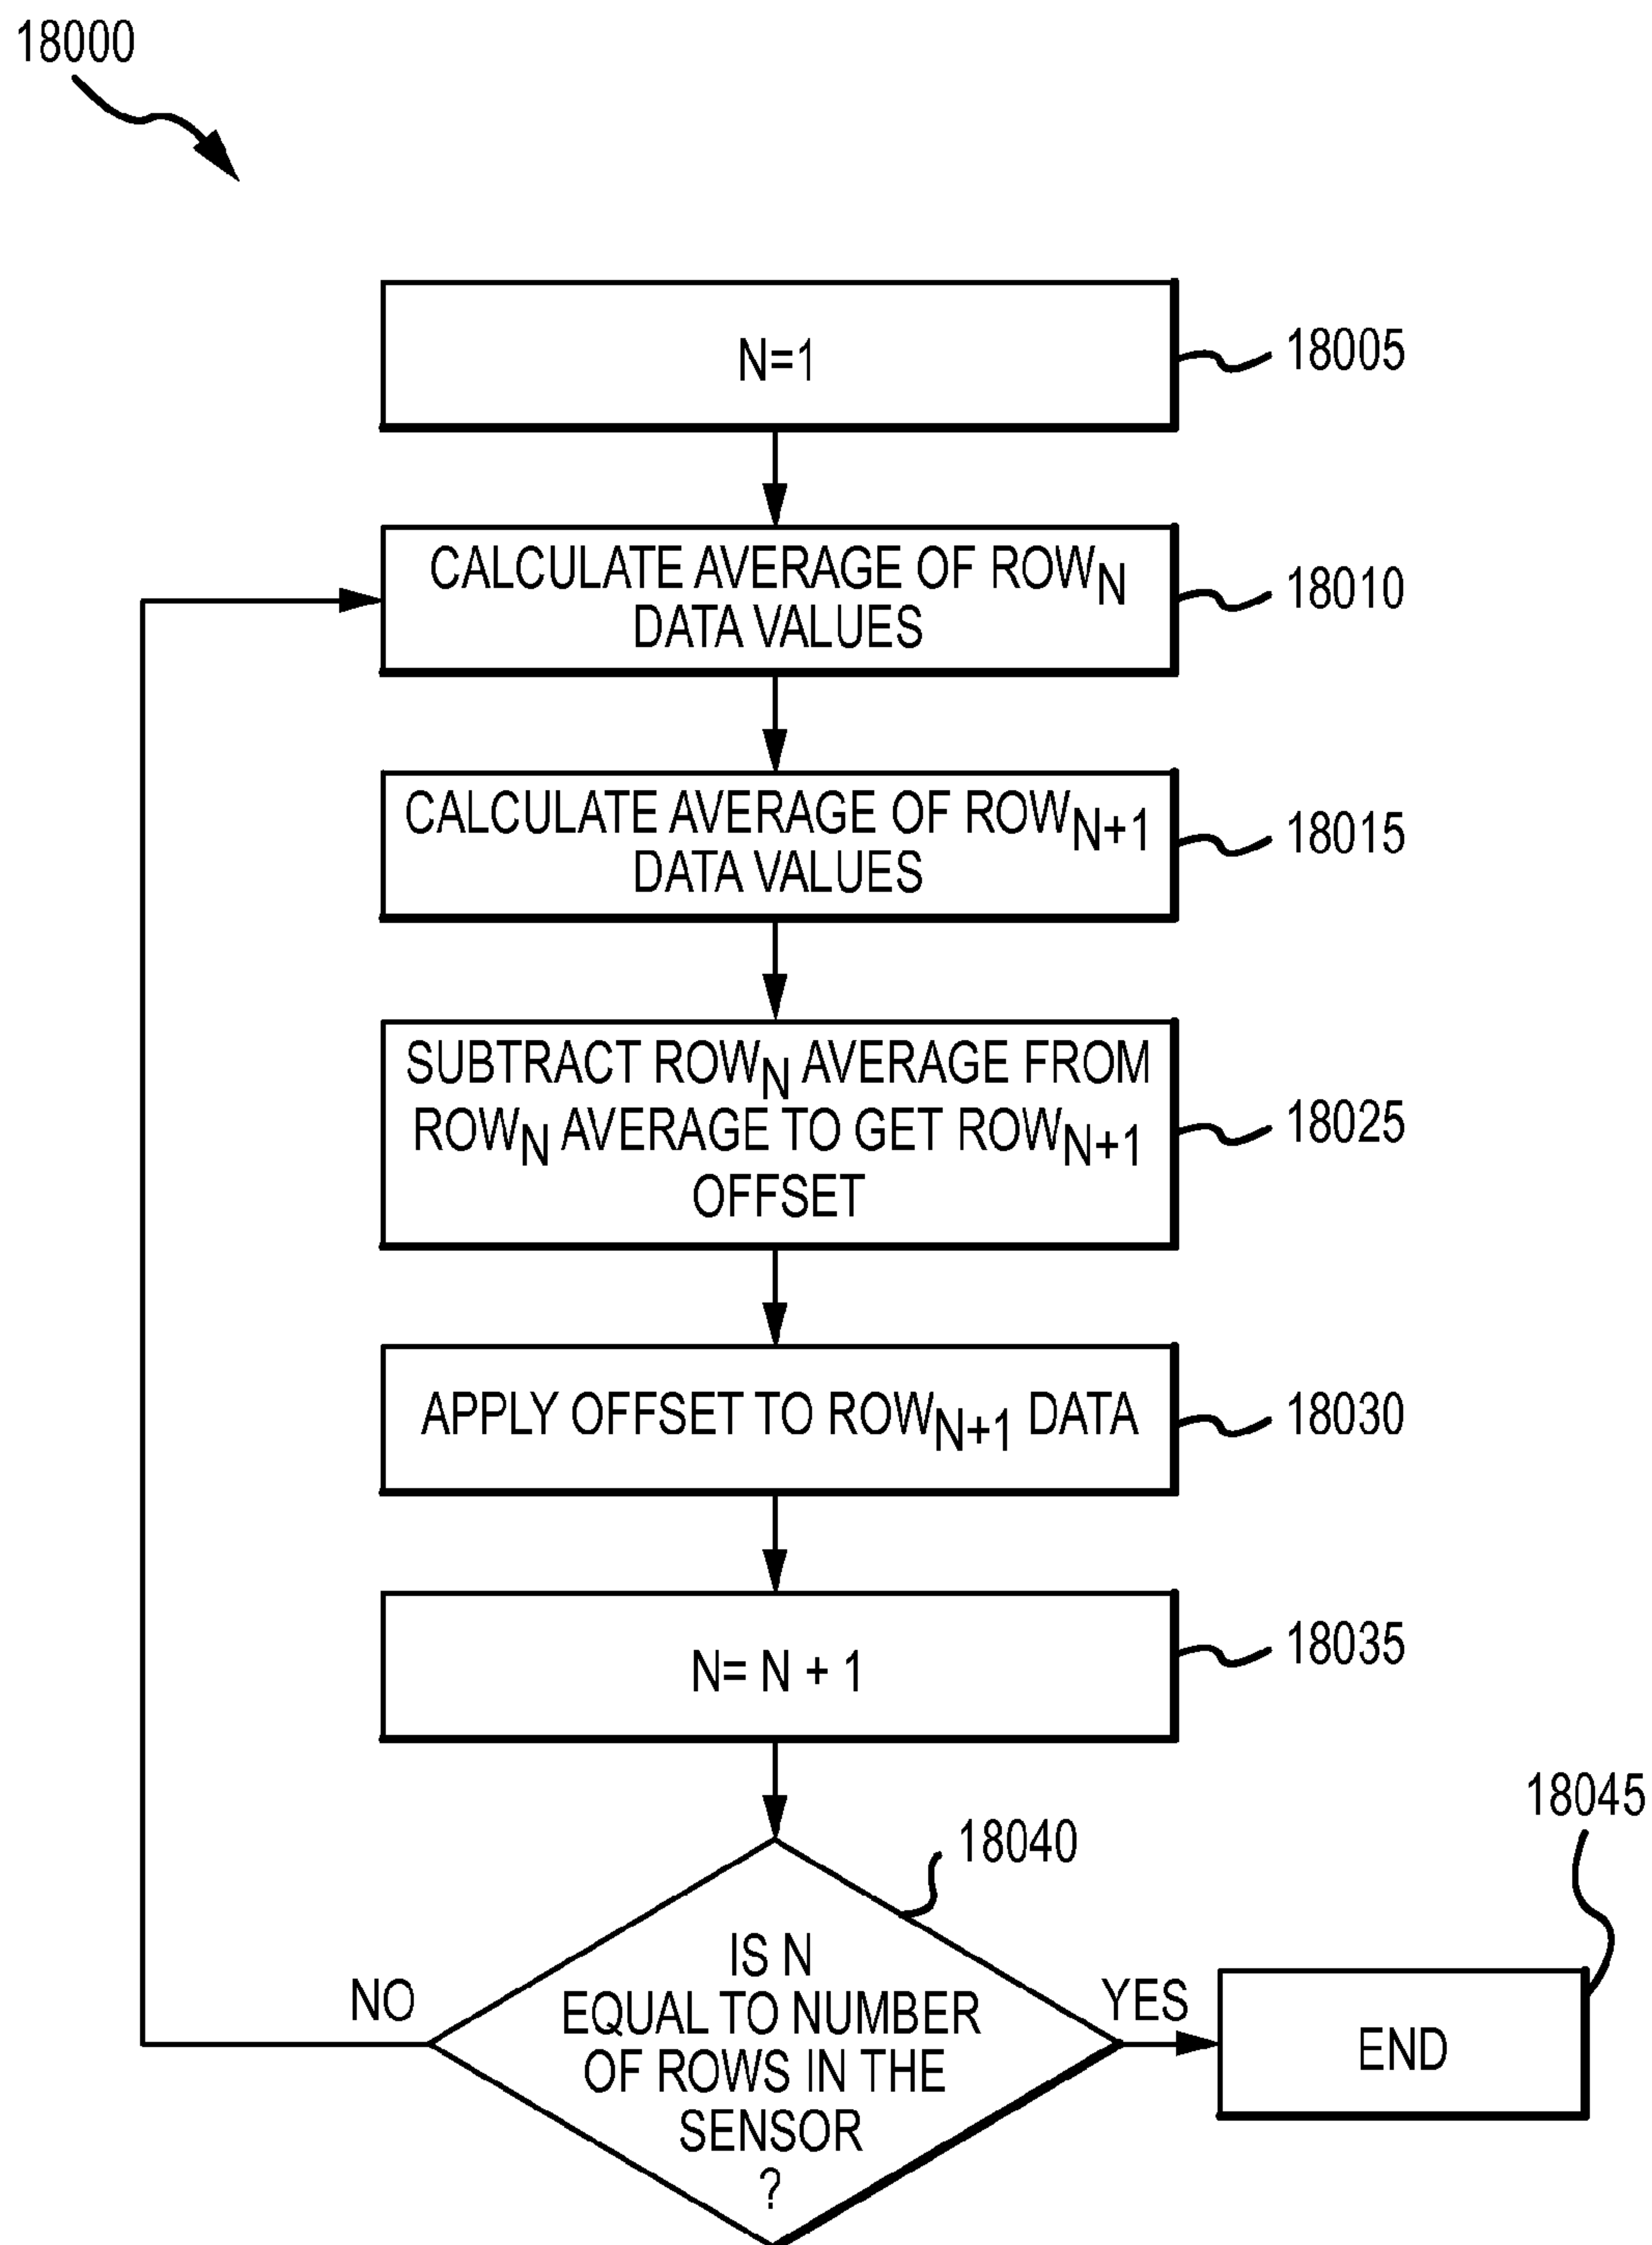 18000
N=1
18005
CALCULATE AVERAGE OF ROWN
DATA VALUES
18010
CALCULATE AVERAGE OF ROWN+1
DATA VALUES
18015
SUBTRACT ROWN AVERAGE FROM
ROWN AVERAGE TO GET ROWN+1
OFFSET
18025
APPLY OFFSET TO ROWN+1 DATA
18030
N= N + 1
18035
18040
18045
IS N
EQUAL TO NUMBER
OF ROWS IN THE
SENSOR
?
NO
YES
END